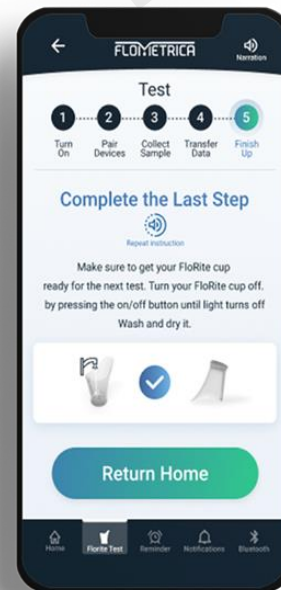 FLOMETRICA
Narration
Test
1 2 3 4 5
Turn On
Pair Devices
Collect Sample
Transfer Data
Finish Up
Complete the Last Step
Repeat instruction
Make sure to get your FloRite cup
ready for the next test. Turn your FloRite cup off.
by pressing the on/off button until light turns off
Wash and dry it.
Return Home
Home
Florite Test
Reminder
Notifications
Bluetooth